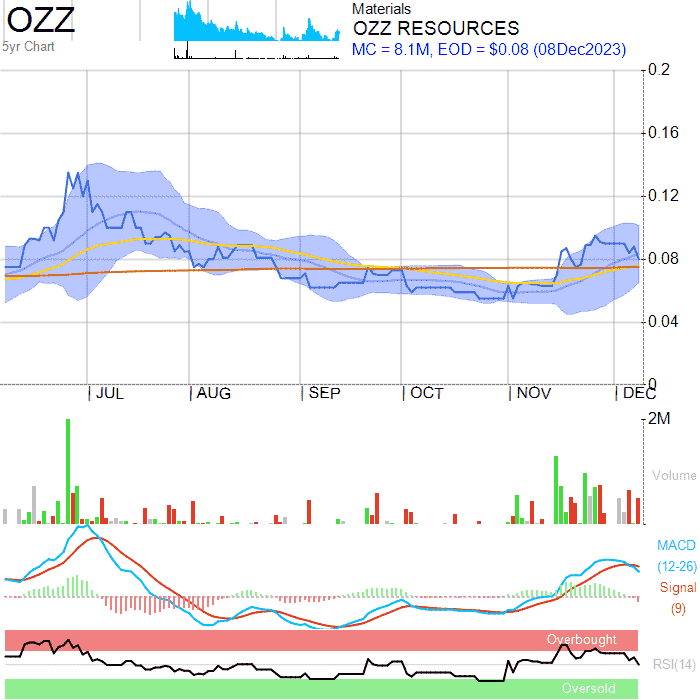 OZZ
5yr Chart
Materials
OZZ RESOURCES
MC = 8.1M, EOD = $0.08 (08Dec2023)
0.2
0.16
0.12
0.08
0.04
0
JUL AUG SEP OCT NOV DEC
2M
Volume
MACD
(12-26)
Signal
(9)
Overbought
RSI(14)
Oversold